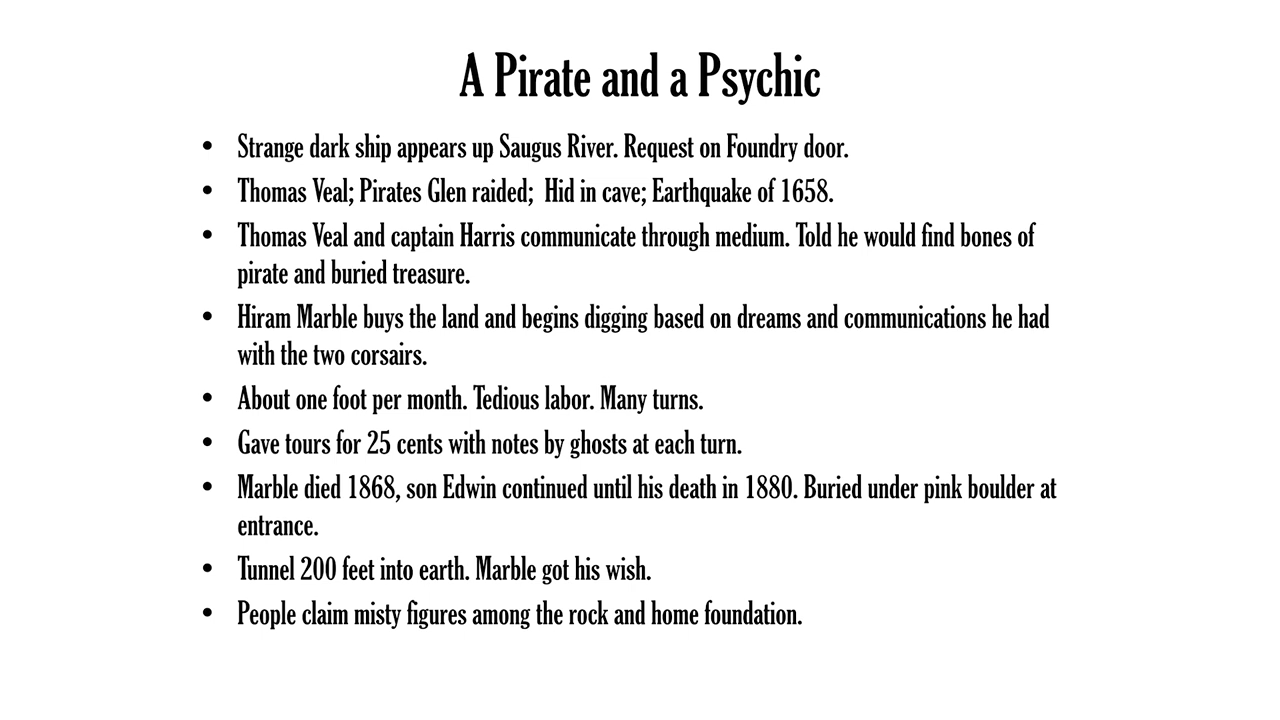 A Pirate and a Psychic
• Strange dark ship appears up Saugus River. Request on Foundry door.
• Thomas Veal; Pirates Glen raided;  Hid in cave; Earthquake of 1658.
• Thomas Veal and captain Harris communicate through medium. Told he would find bones of
pirate and buried treasure.
• Hiram Marble buys the land and begins digging based on dreams and communications he had
with the two corsairs.
• About one foot per month. Tedious labor. Many turns.
• Gave tours for 25 cents with notes by ghosts at each turn.
• Marble died 1868, son Edwin continued until his death in 1880. Buried under pink boulder at
entrance.
• Tunnel 200 feet into earth. Marble got his wish.
• People claim misty figures among the rock and home foundation.